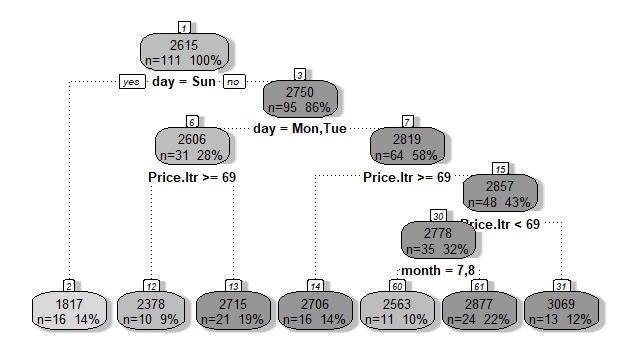 1
2615
n=111 100%
yes day = Sun no
3
2750
n=95 86%
day = Mon,Tue
6
2606
n=31 28%
7
2819
n=64 58%
Price.ltr >= 69
Price.ltr >= 69
15
2857
n=48 43%
Price.ltr < 69
30
2778
n=35 32%
month = 7,8
2
1817
n=16 14%
12
2378
n=10 9%
13
2715
n=21 19%
14
2706
n=16 14%
60
2563
n=11 10%
61
2877
n=24 22%
31
3069
n=13 12%